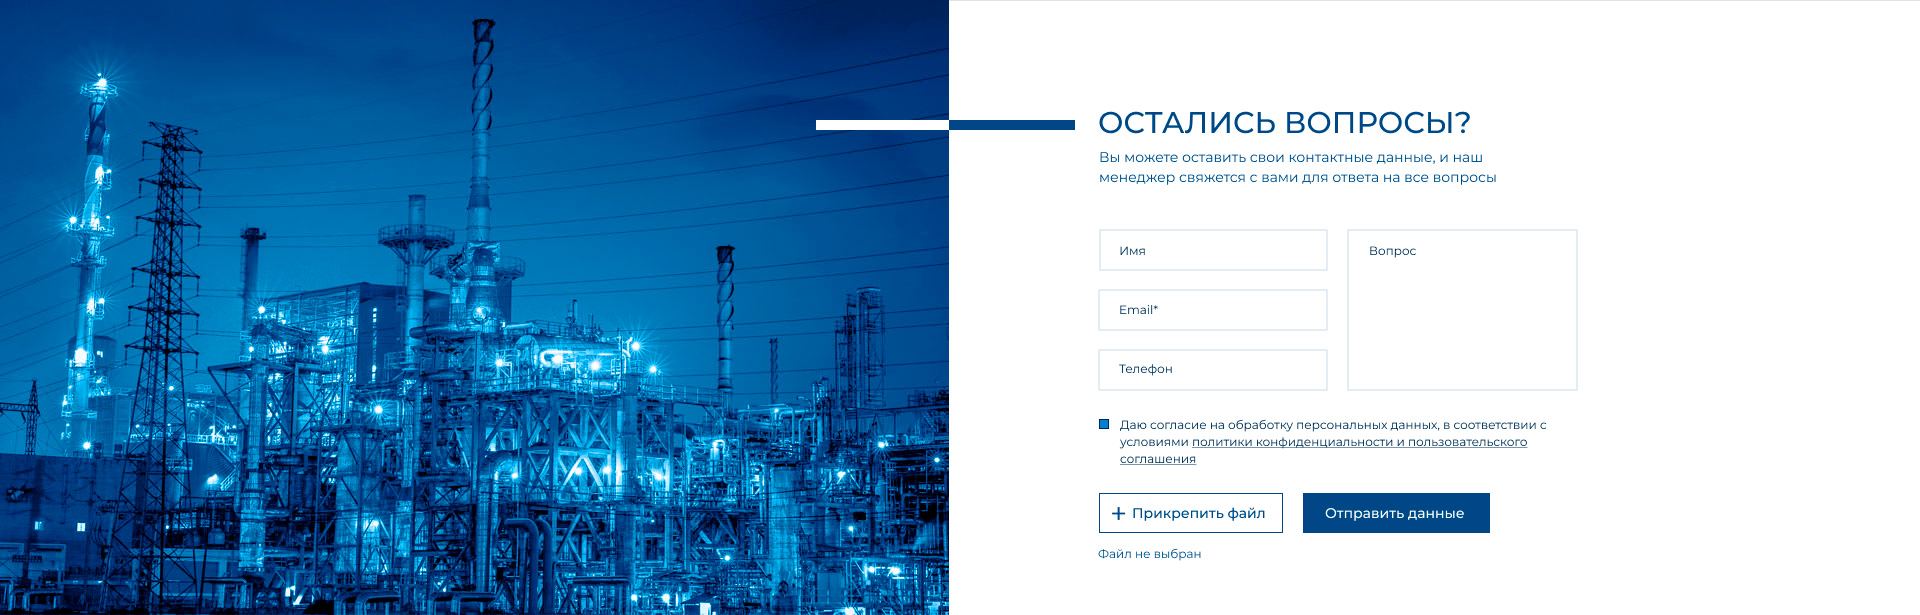 ОСТАЛИСЬ ВОПРОСЫ?
Вы можете оставить свои контактные данные, и наш
менеджер свяжется с вами для ответа на все вопросы
Имя
Вопрос
Email*
Телефон
Даю согласие на обработку персональных данных, в соответствии с
условиями политики конфиденциальности и пользовательского
соглашения
Прикрепить файл
Отправить данные
Файл не выбран